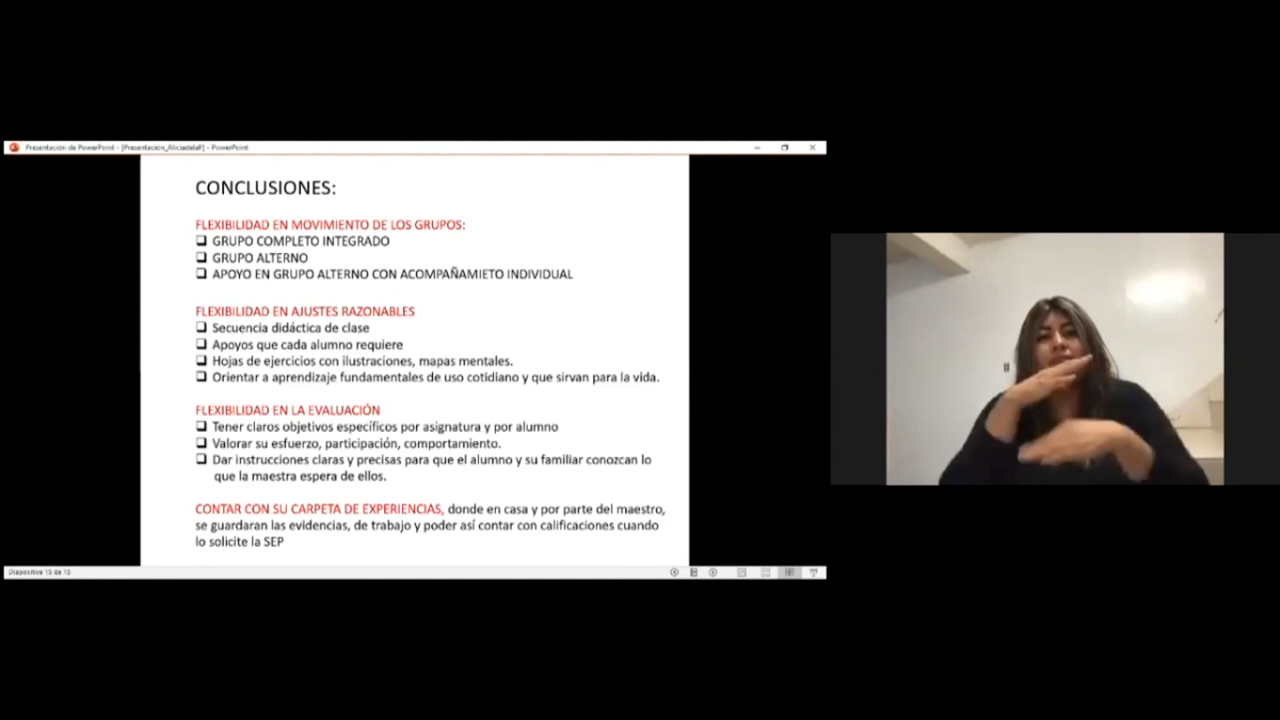 Presentación de PowerPoint - [Presentación_AliciadelaP] - PowerPoint
CONCLUSIONES:
FLEXIBILIDAD EN MOVIMIENTO DE LOS GRUPOS:
GRUPO COMPLETO INTEGRADO
GRUPO ALTERNO
APOYO EN GRUPO ALTERNO CON ACOMPAÑAMIETO INDIVIDUAL
FLEXIBILIDAD EN AJUSTES RAZONABLES
Secuencia didáctica de clase
Apoyos que cada alumno requiere
Hojas de ejercicios con ilustraciones, mapas mentales.
Orientar a aprendizaje fundamentales de uso cotidiano y que sirvan para la vida.
FLEXIBILIDAD EN LA EVALUACIÓN
Tener claros objetivos específicos por asignatura y por alumno
Valorar su esfuerzo, participación, comportamiento.
Dar instrucciones claras y precisas para que el alumno y su familiar conozcan lo
que la maestra espera de ellos.
CONTAR CON SU CARPETA DE EXPERIENCIAS, donde en casa y por parte del maestro,
se guardaran las evidencias, de trabajo y poder así contar con calificaciones cuando
lo solicite la SEP
Diapositiva 15 de 15